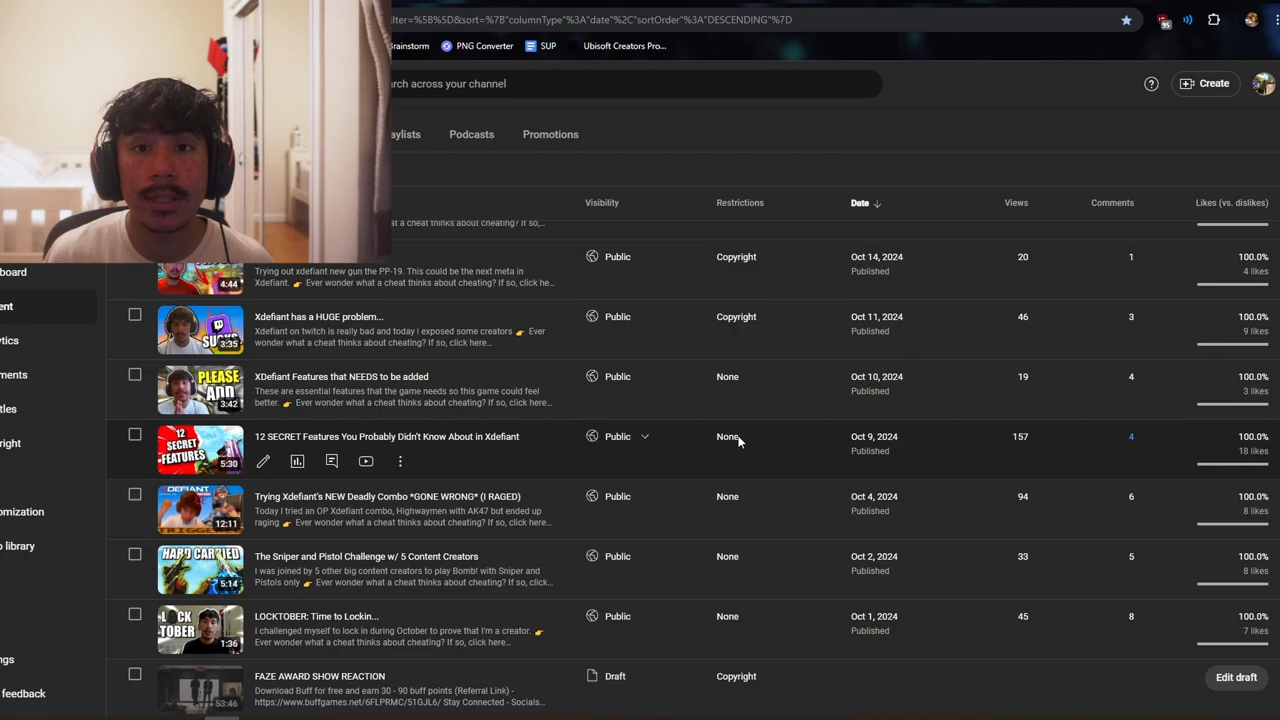 ilter=%5B%5D&sort=%7B"columnType"%3A"date"%2C"sortOrder"%3A"DESCENDING"%7D
95
Brainstorm
PNG Converter
SUP
Ubisoft Creators Pro...
rch across your channel
Create
aylists
Podcasts
Promotions
Visibility
Restrictions
Date
Views
Comments
Likes (vs. dislikes)
at a cheat thinks about cheating? If so,
Trying out xdefiant new gun the PP-19. This could be the next meta in
Xdefiant. 👉 Ever wonder what a cheat thinks about cheating? If so, click he...
4:44
Public
Copyright
Oct 14, 2024
Published
20
1
100.0%
4 likes
Xdefiant has a HUGE problem...
Xdefiant on twitch is really bad and today i exposed some creators 👉 Ever
wonder what a cheat thinks about cheating? If so, click here...
SUCKS
3:35
Public
Copyright
Oct 11, 2024
Published
46
3
100.0%
9 likes
XDefiant Features that NEEDS to be added
These are essential features that the game needs so this game could feel
better. 👉 Ever wonder what a cheat thinks about cheating? If so, click here...
PLEASE
ADD
3:42
Public
None
Oct 10, 2024
Published
19
4
100.0%
3 likes
12 SECRET Features You Probably Didn't Know About in Xdefiant
12
SECRET
FEATURES
5:30
Public
None
Oct 9, 2024
Published
157
4
100.0%
18 likes
Trying Xdefiant's NEW Deadly Combo *GONE WRONG* (I RAGED)
Today I tried an OP Xdefiant combo, Highwaymen with AK47 but ended up
raging 👉 Ever wonder what a cheat thinks about cheating? If so, click here...
DEFIANT
12:11
Public
None
Oct 4, 2024
Published
94
6
100.0%
8 likes
The Sniper and Pistol Challenge w/ 5 Content Creators
I was joined by 5 other big content creators to play Bomb! with Sniper and
Pistols only 👉 Ever wonder what a cheat thinks about cheating? If so, click...
HARD CARRIED
5:14
Public
None
Oct 2, 2024
Published
33
5
100.0%
8 likes
LOCKTOBER: Time to Lockin...
I challenged myself to lock in during October to prove that I'm a creator. 👉
Ever wonder what a cheat thinks about cheating? If so, click here...
LOCK
TOBER
1:36
Public
None
Oct 1, 2024
Published
45
8
100.0%
7 likes
FAZE AWARD SHOW REACTION
Download Buff for free and earn 30 - 90 buff points (Referral Link) -
https://www.buffgames.net/6FLPRMC/51GJL6/ Stay Connected - Socials...
53:46
Draft
Copyright
Edit draft
board
ent
ytics
ments
tles
right
omization
o library
ngs
feedback